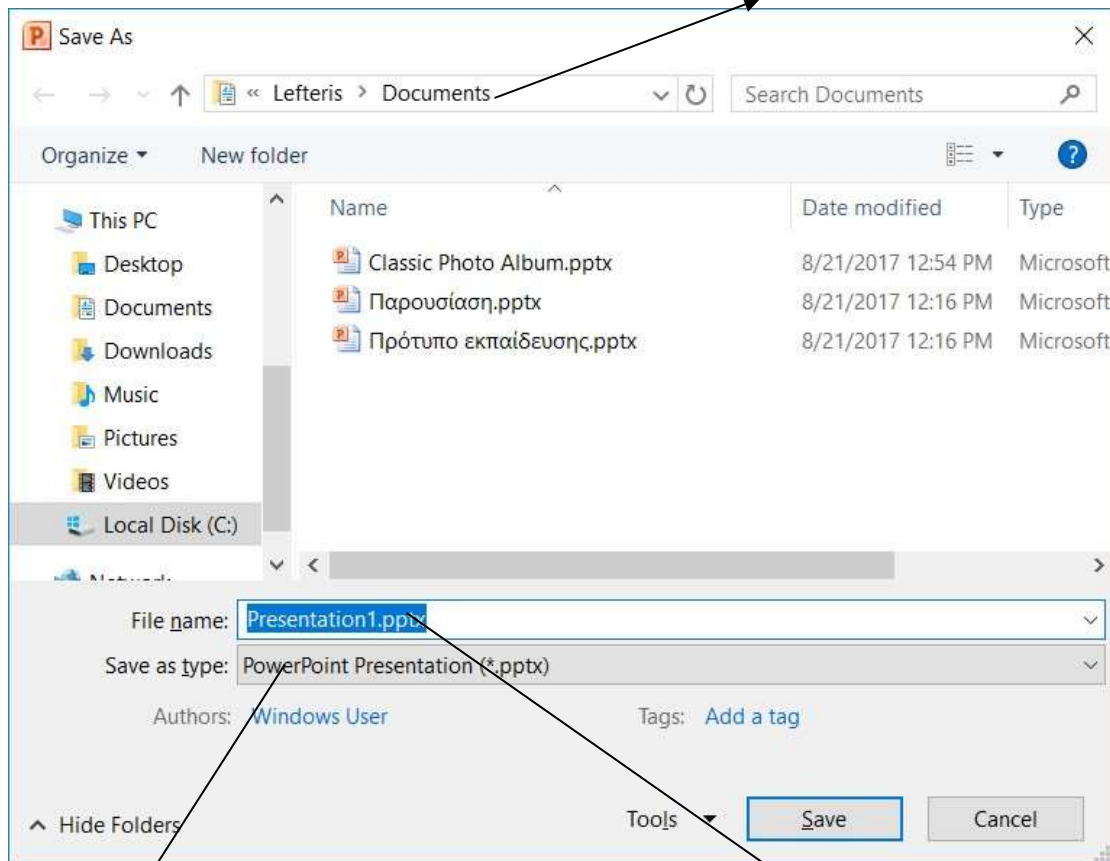 Save As
« Lefteris > Documents
Search Documents
Organize
New folder
?
This PC
Desktop
Documents
Downloads
Music
Pictures
Videos
Local Disk (C:)
Name Date modified Type
Classic Photo Album.pptx 8/21/2017 12:54 PM Microsoft
Παρουσίαση.pptx 8/21/2017 12:16 PM Microsoft
Πρότυπο εκπαίδευσης.pptx 8/21/2017 12:16 PM Microsoft
File name: Presentation1.pptx
Save as type: PowerPoint Presentation (*.pptx)
Authors: Windows User
Tags: Add a tag
Hide Folders
Tools
Save
Cancel